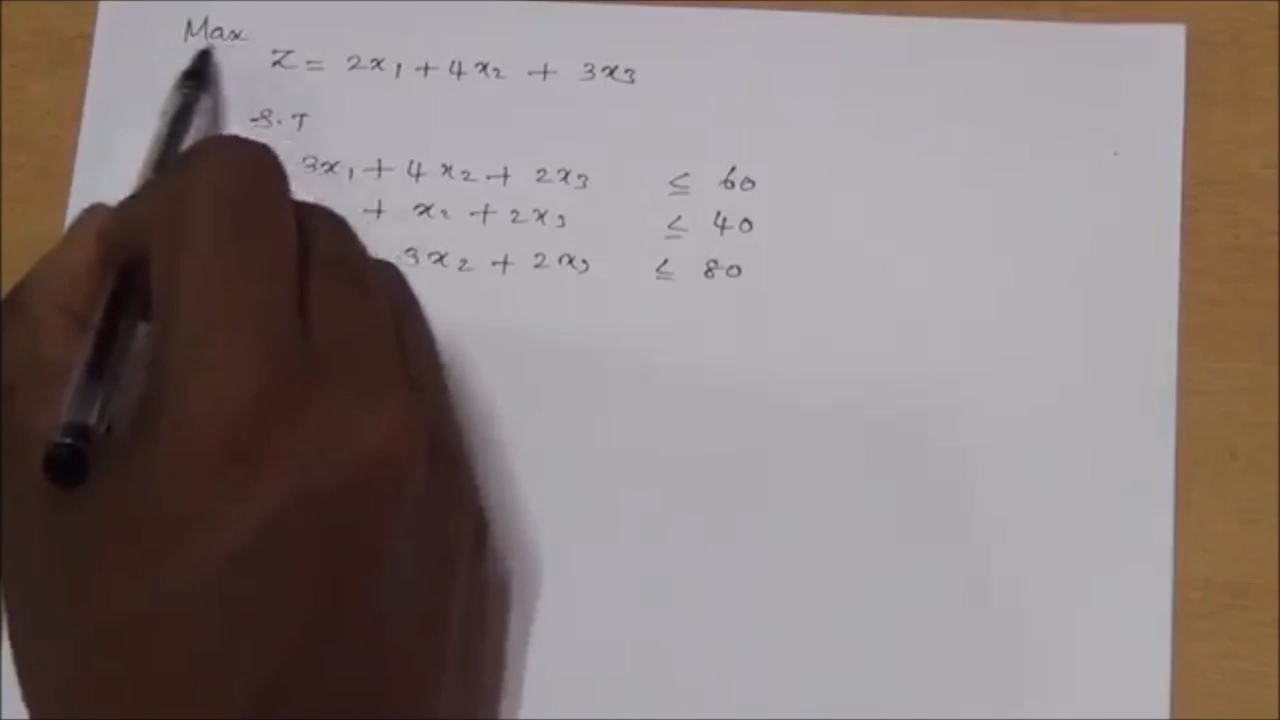 Max
Z = 2x₁ + 4x₂ + 3x₃
S.T
3x₁ + 4x₂ + 2x₃ ≤ 60
+ x₂ + 2x₃ ≤ 40
3x₂ + 2x₃ ≤ 80